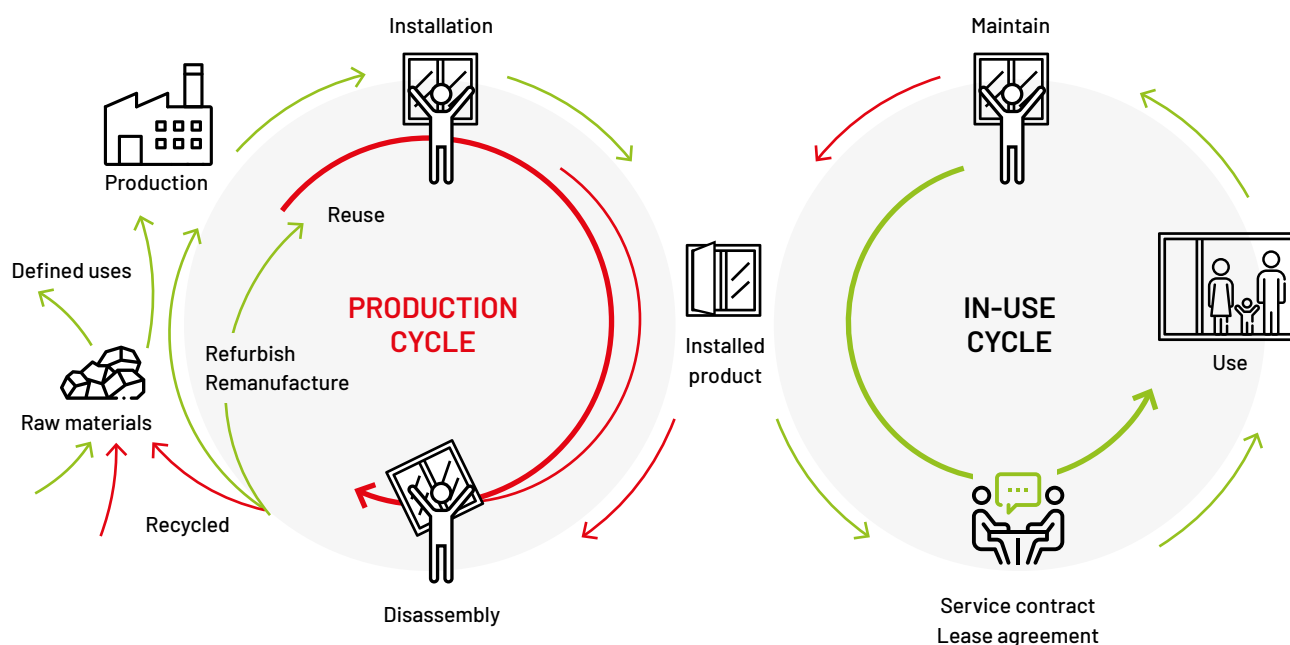 Installation
Maintain
Production
Reuse
Defined uses
PRODUCTION
CYCLE
IN-USE
CYCLE
Installed
product
Refurbish
Remanufacture
Use
Raw materials
Recycled
Disassembly
Service contract
Lease agreement